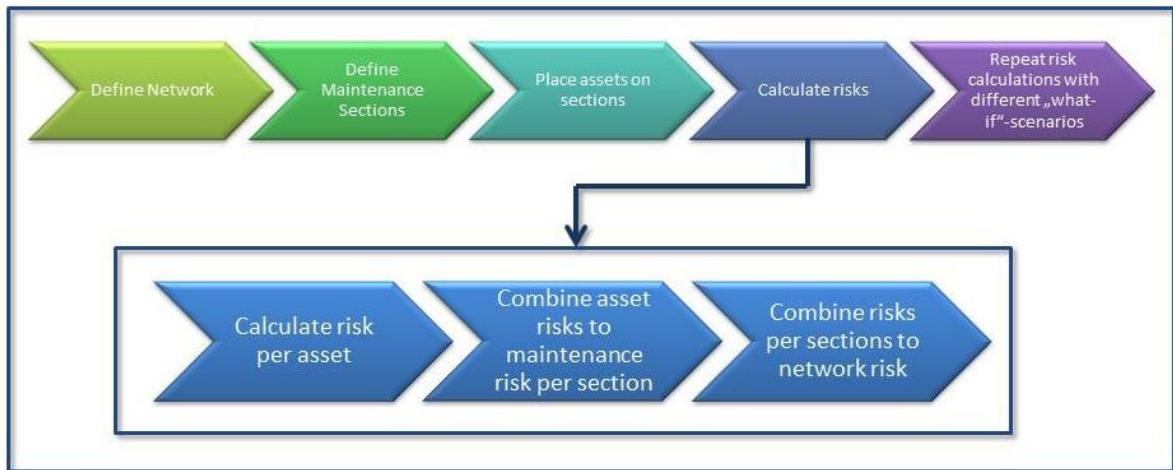 Define Network
Define
Maintenance
Sections
Place assets on
sections
Calculate risks
Repeat risk
calculations with
different „what-
if“-scenarios
Calculate risk
per asset
Combine asset
risks to
maintenance
risk per section
Combine risks
per sections to
network risk